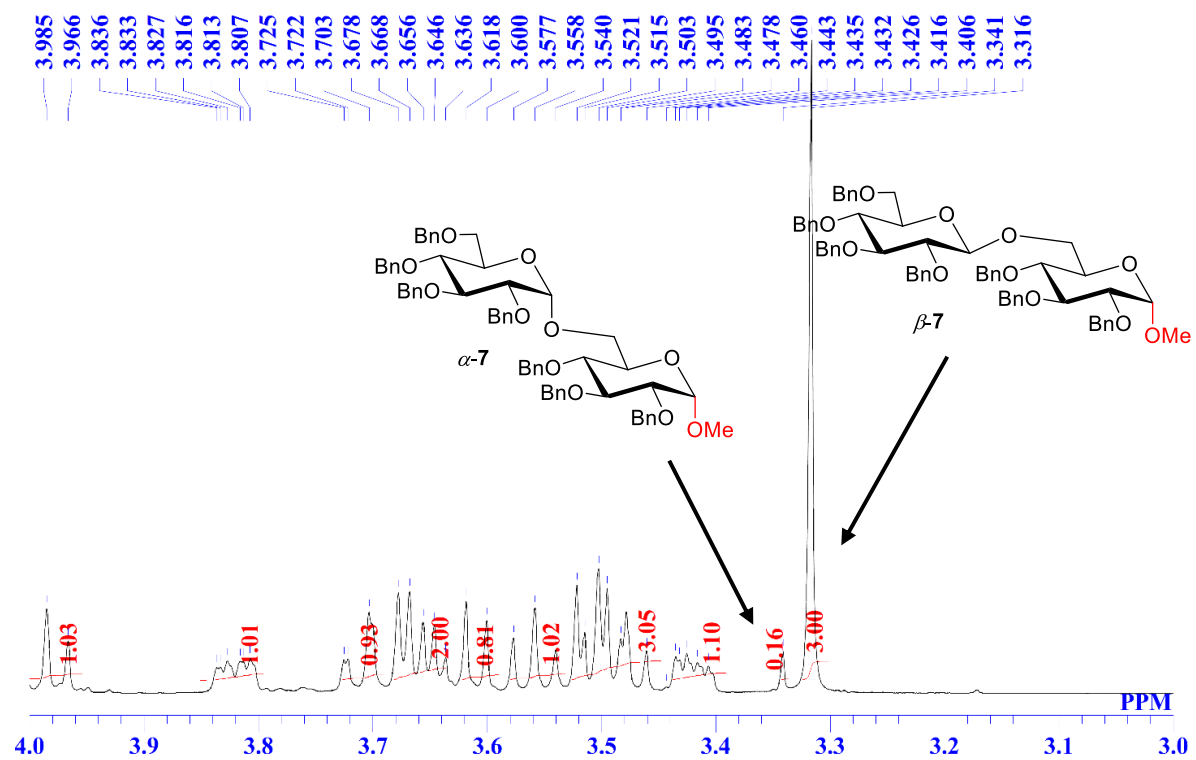 3.985 3.966 3.836 3.833 3.827 3.816 3.813 3.807 3.725 3.722 3.703 3.678 3.668 3.656 3.646 3.636 3.618 3.600 3.577 3.558 3.540 3.521 3.515 3.503 3.495 3.483 3.478 3.460 3.443 3.435 3.432 3.426 3.416 3.406 3.341 3.316
BnO
BnO O
BnO
BnO
O
α-7
BnO O
BnO
BnO
OMe
BnO
BnO O
BnO
BnO
O
β-7
BnO O
BnO
BnO
OMe
1.03 1.01 0.93 2.00 0.81 1.02 3.05 1.10 0.16 3.00
PPM
4.0 3.9 3.8 3.7 3.6 3.5 3.4 3.3 3.2 3.1 3.0